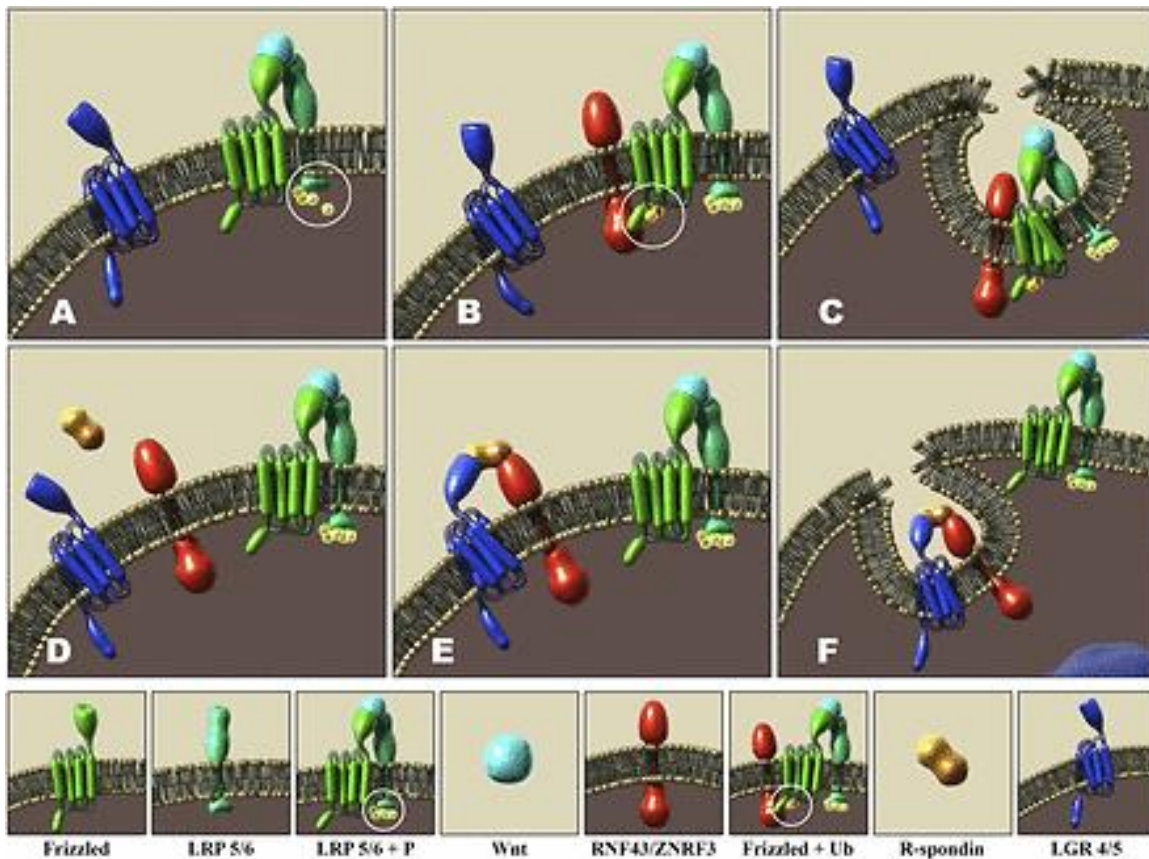 A
B
C
D
E
F
Frizzled
LRP 5/6
LRP 5/6 + P
Wnt
RNF43/ZNRF3
Frizzled + Ub
R-spondin
LGR 4/5